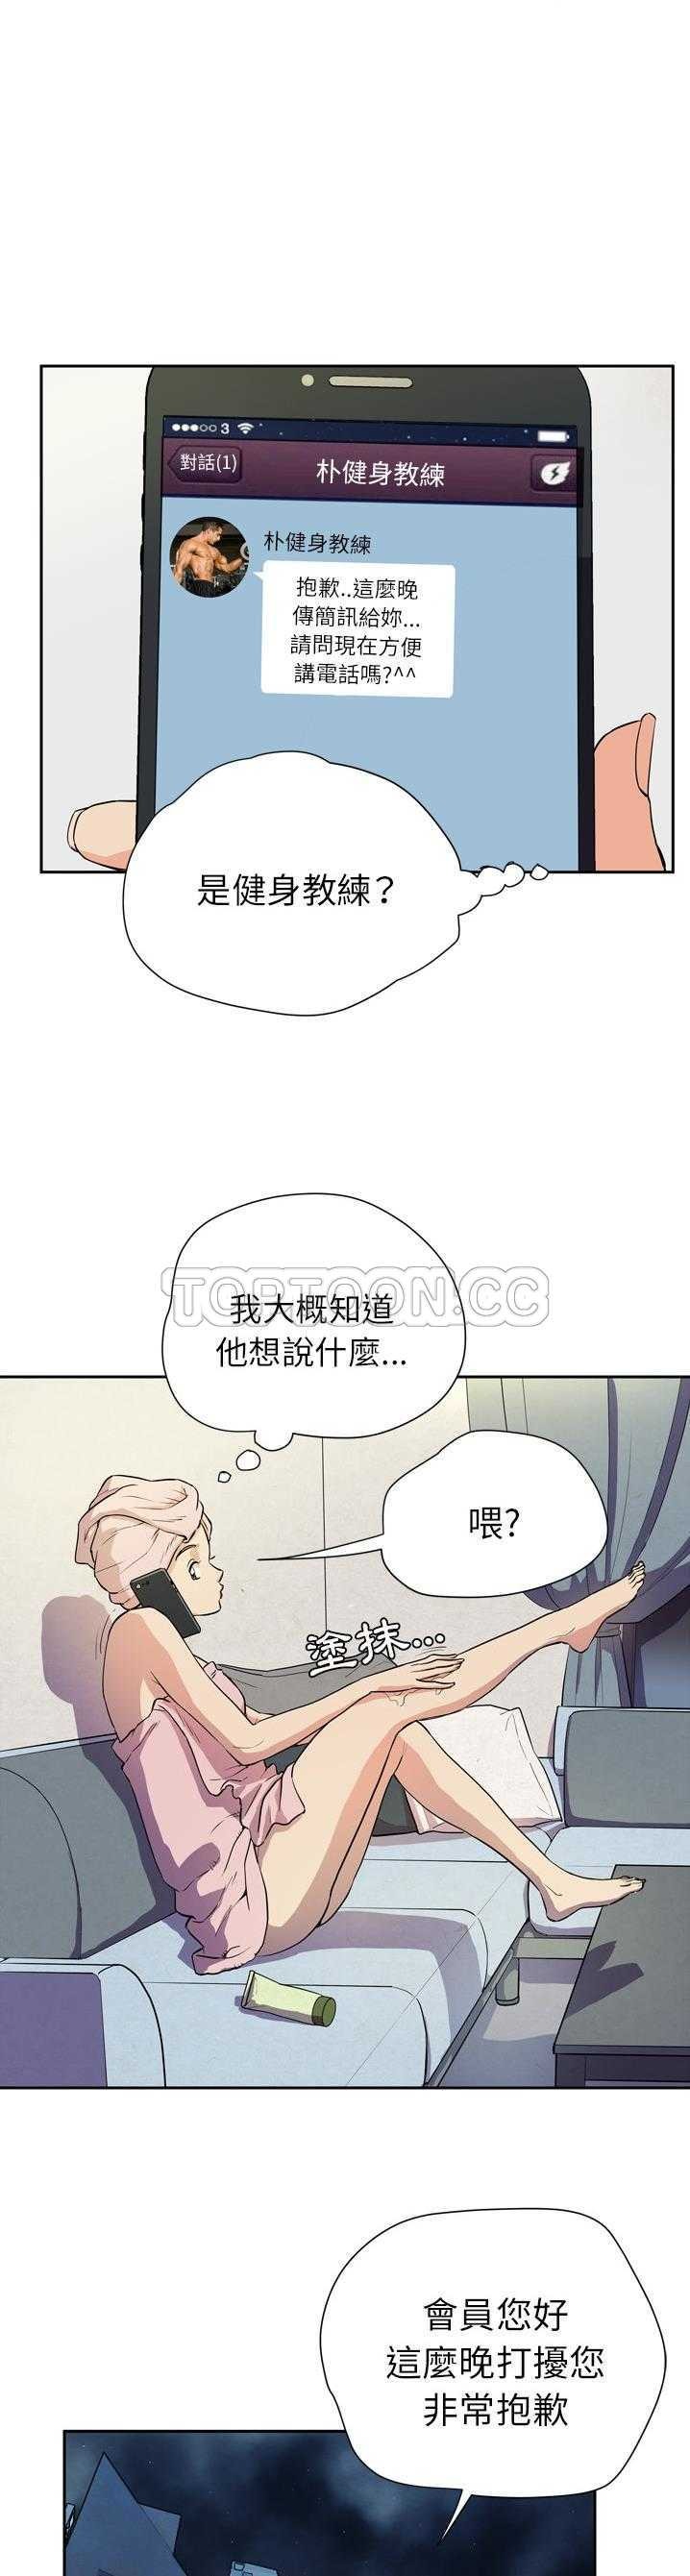 3
對話(1)
朴健身教練
朴健身教練
抱歉..這麼晚
傳簡訊給妳...
請問現在方便
講電話嗎?^^
是健身教練？
TOPTOON.CC
我大概知道
他想說什麼...
喂?
塗抹...
會員您好
這麼晚打擾您
非常抱歉